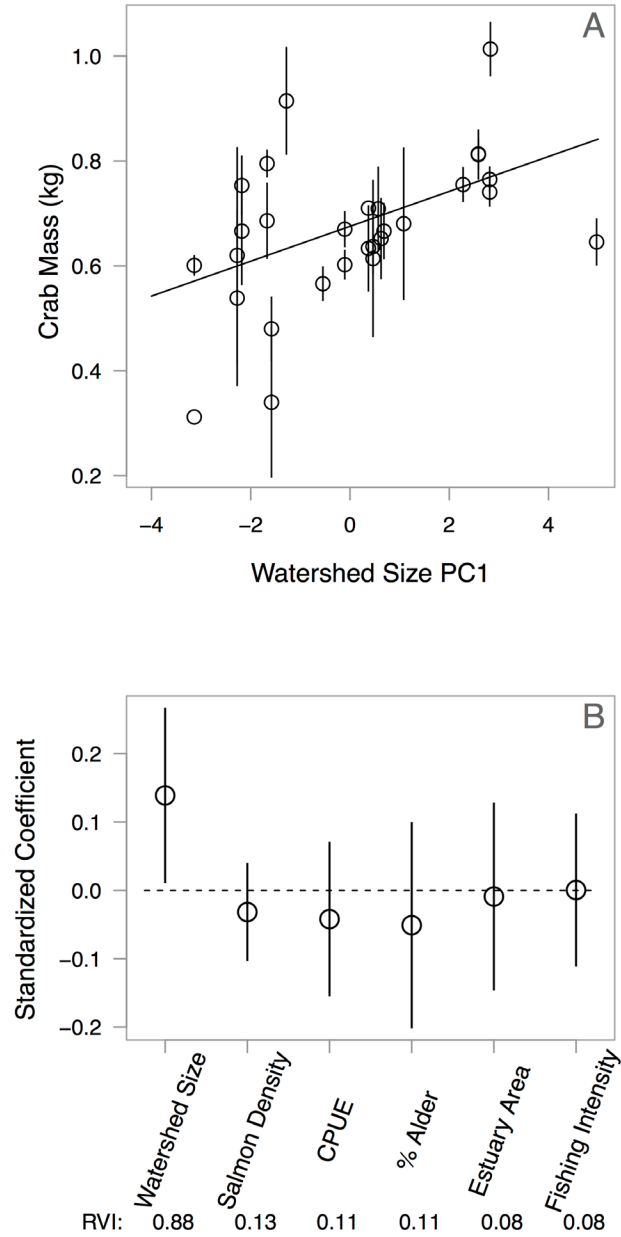 A
1.0
0.8
0.6
0.4
0.2
Crab Mass (kg)
−4 −2 0 2 4
Watershed Size PC1
B
0.2
0.1
0.0
−0.1
−0.2
Standardized Coefficient
Watershed Size
Salmon Density
CPUE
% Alder
Estuary Area
Fishing Intensity
RVI: 0.88 0.13 0.11 0.11 0.08 0.08